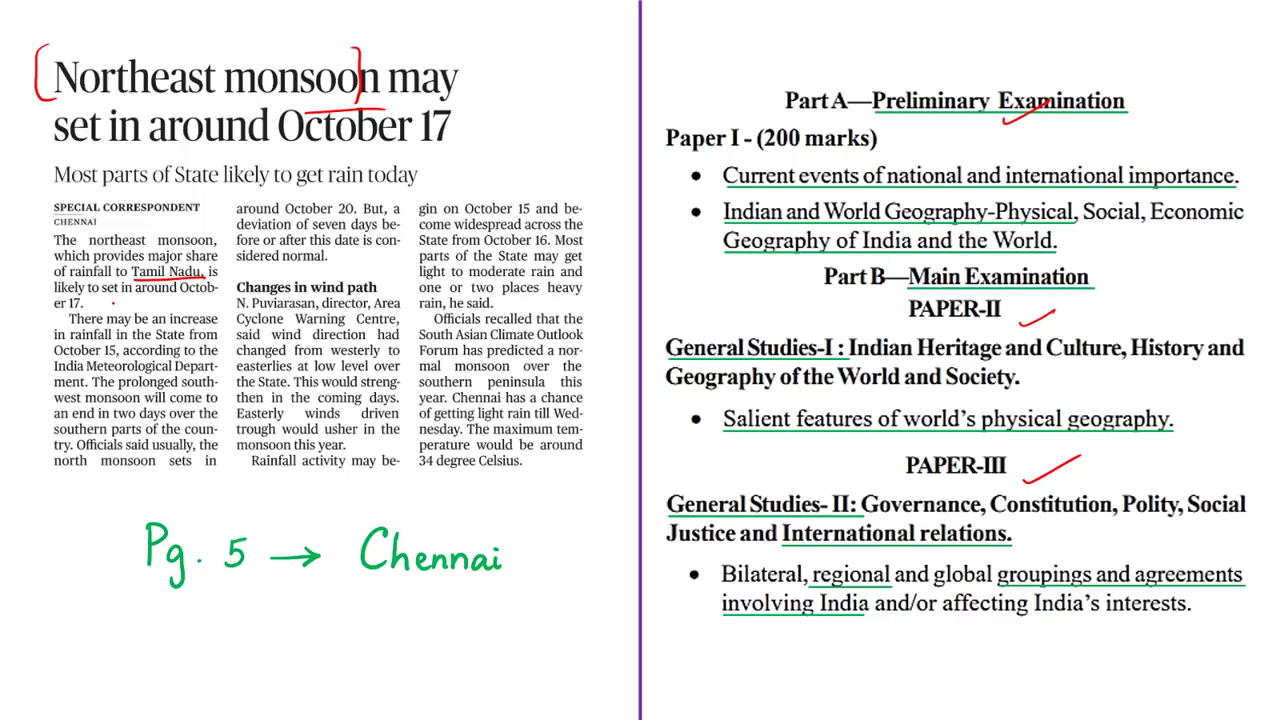 Northeast monsoon may
set in around October 17
Most parts of State likely to get rain today
SPECIAL CORRESPONDENT
CHENNAI
The northeast monsoon,
which provides major share
of rainfall to Tamil Nadu, is
likely to set in around Octob-
er 17.
There may be an increase
in rainfall in the State from
October 15, according to the
India Meteorological Depart-
ment. The prolonged south-
west monsoon will come to
an end in two days over the
southern parts of the coun-
try. Officials said usually, the
north monsoon sets in
around October 20. But, a
deviation of seven days be-
fore or after this date is con-
sidered normal.
Changes in wind path
N. Puviarasan, director, Area
Cyclone Warning Centre,
said wind direction had
changed from westerly to
easterlies at low level over
the State. This would streng-
then in the coming days.
Easterly winds driven
trough would usher in the
monsoon this year.
Rainfall activity may be-
gin on October 15 and be-
come widespread across the
State from October 16. Most
parts of the State may get
light to moderate rain and
one or two places heavy
rain, he said.
Officials recalled that the
South Asian Climate Outlook
Forum has predicted a nor-
mal monsoon over the
southern peninsula this
year. Chennai has a chance
of getting light rain till Wed-
nesday. The maximum tem-
perature would be around
34 degree Celsius.
Pg. 5 → Chennai
Part A—Preliminary Examination
Paper I - (200 marks)
• Current events of national and international importance.
• Indian and World Geography-Physical, Social, Economic
Geography of India and the World.
Part B—Main Examination
PAPER-II
General Studies-I : Indian Heritage and Culture, History and
Geography of the World and Society.
• Salient features of world's physical geography.
PAPER-III
General Studies- II: Governance, Constitution, Polity, Social
Justice and International relations.
• Bilateral, regional and global groupings and agreements
involving India and/or affecting India's interests.